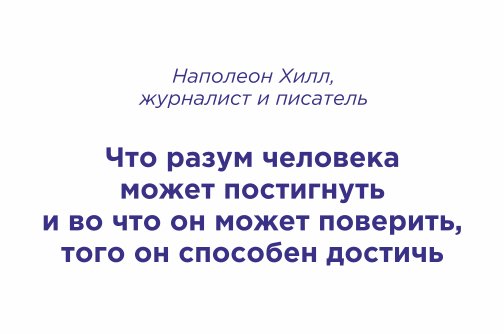 Наполеон Хилл,
журналист и писатель
Что разум человека
может постигнуть
и во что он может поверить,
того он способен достичь